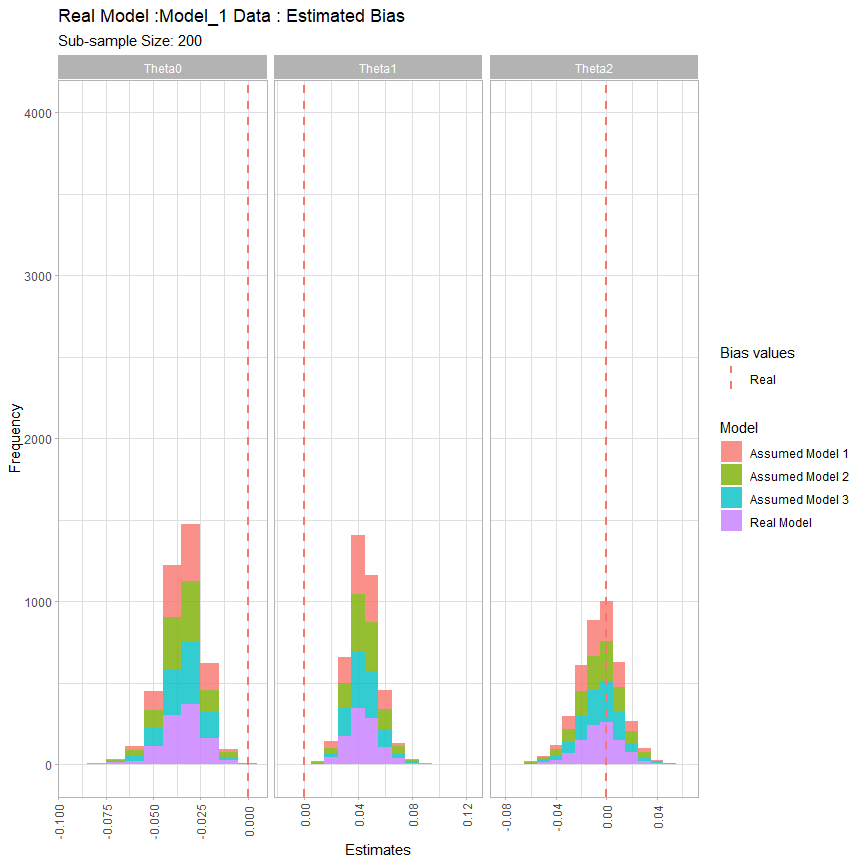 Real Model :Model_1 Data : Estimated Bias
Sub-sample Size: 200
Theta0
Theta1
Theta2
4000
3000
2000
1000
0
Frequency
-0.100
-0.075
-0.050
-0.025
0.000
0.00
0.04
0.08
0.12
-0.08
-0.04
0.00
0.04
Estimates
Bias values
Real
Model
Assumed Model 1
Assumed Model 2
Assumed Model 3
Real Model